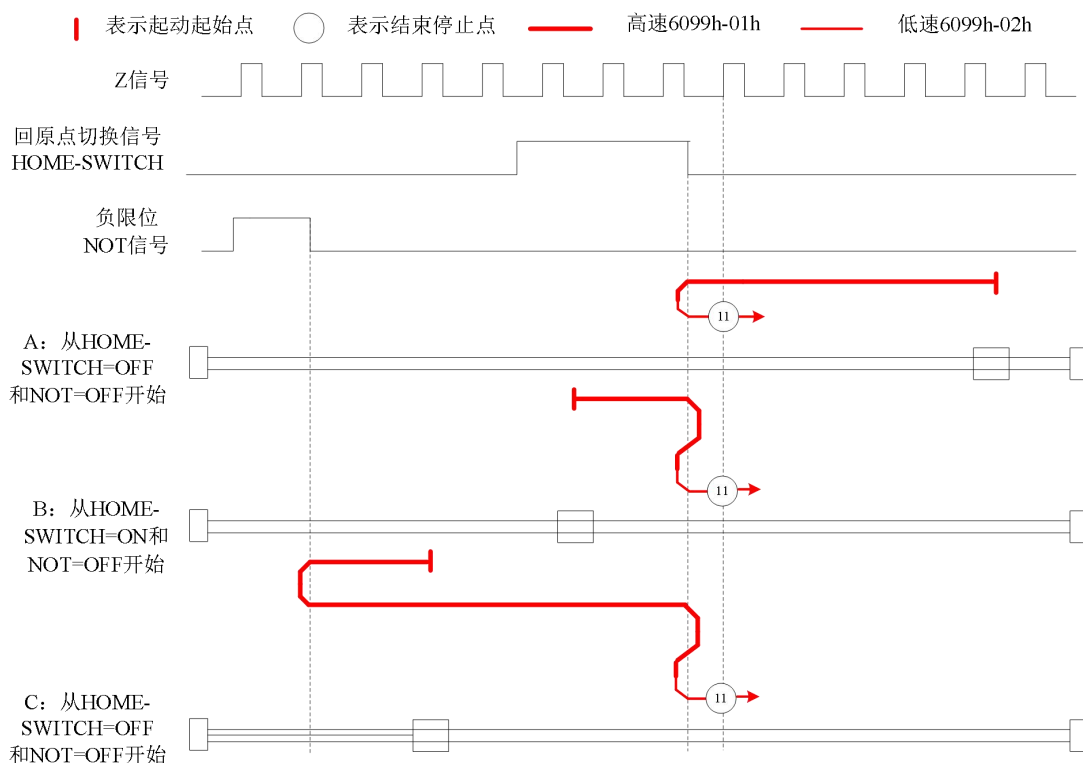 表示起动起始点
表示结束停止点
高速6099h-01h
低速6099h-02h
Z信号
回原点切换信号
HOME-SWITCH
负限位
NOT信号
11
A：从HOME-
SWITCH=OFF
和NOT=OFF开始
11
B：从HOME-
SWITCH=ON和
NOT=OFF开始
11
C：从HOME-
SWITCH=OFF
和NOT=OFF开始